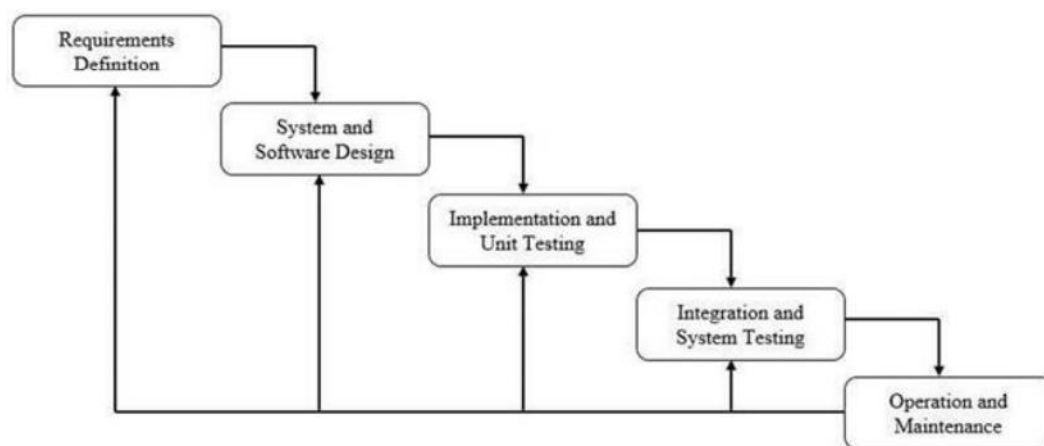 Requirements
Definition
System and
Software Design
Implementation and
Unit Testing
Integration and
System Testing
Operation and
Maintenance